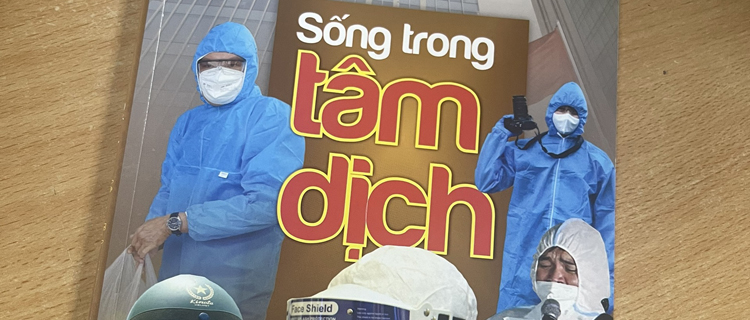 Sống trong
tâm
dịch
Face Shield